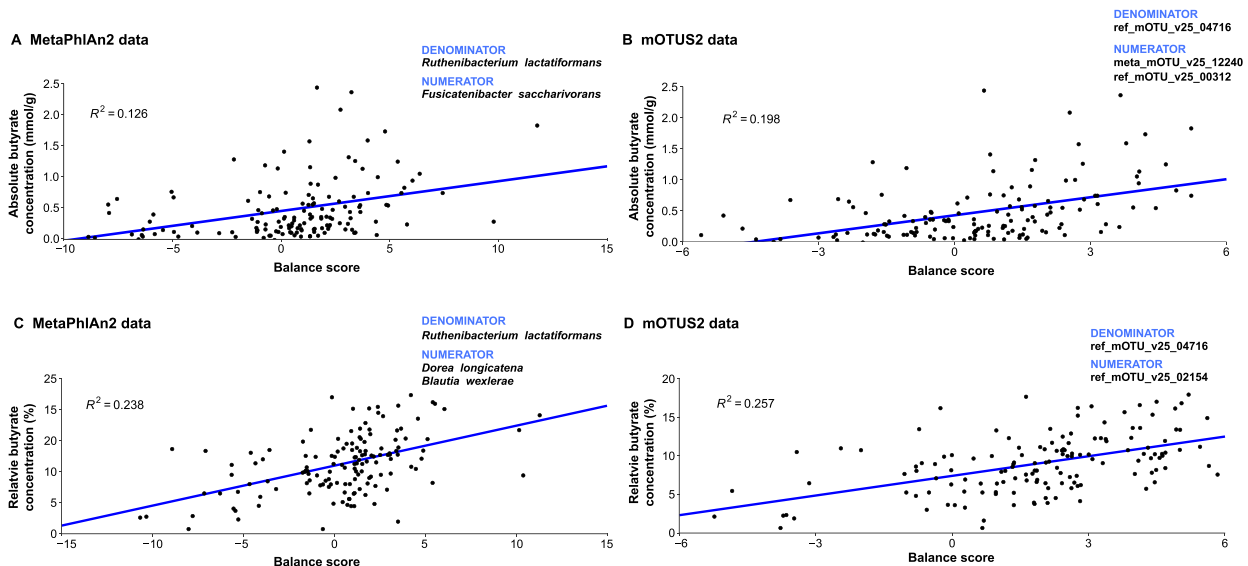 A MetaPhlAn2 data
DENOMINATOR
Ruthenibacterium lactatiformans
NUMERATOR
Fusicatenibacter saccharivorans
Absolute butyrate
concentration (mmol/g)
2.5
2.0
1.5
1.0
0.5
0.0
R² = 0.126
−10
−5
0
5
10
15
Balance score
B mOTUS2 data
DENOMINATOR
ref_mOTU_v25_04716
NUMERATOR
meta_mOTU_v25_12240
ref_mOTU_v25_00312
Absolute butyrate
concentration (mmol/g)
2.5
2.0
1.5
1.0
0.5
0.0
R² = 0.198
−6
−3
0
3
6
Balance score
C MetaPhlAn2 data
DENOMINATOR
Ruthenibacterium lactatiformans
NUMERATOR
Dorea longicatena
Blautia wexlerae
Relatvie butyrate
concentration (%)
25
15
20
10
5
0
R² = 0.238
−15
−10
−5
0
5
10
15
Balance score
D mOTUS2 data
DENOMINATOR
ref_mOTU_v25_04716
NUMERATOR
ref_mOTU_v25_02154
Relatvie butyrate
concentration (%)
20
15
10
5
0
R² = 0.257
−6
−3
0
3
6
Balance score